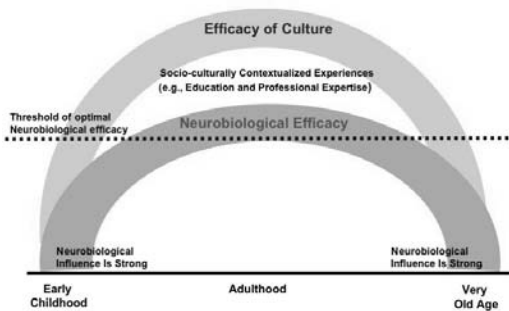 Efficacy of Culture
Socio-culturally Contextualized Experiences
(e.g., Education and Professional Expertise)
Threshold of optimal
Neurobiological efficacy
Neurobiological Efficacy
Neurobiological
Influence Is Strong
Neurobiological
Influence Is Strong
Early
Childhood
Adulthood
Very
Old Age